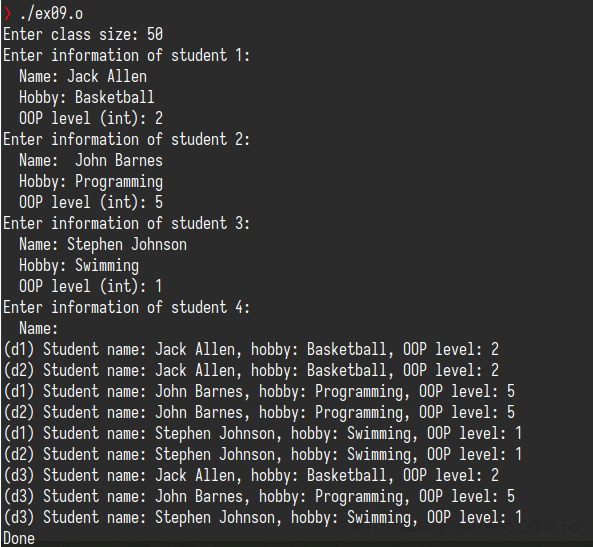 ❯ ./ex09.o
Enter class size: 50
Enter information of student 1:
  Name: Jack Allen
  Hobby: Basketball
  OOP level (int): 2
Enter information of student 2:
  Name:  John Barnes
  Hobby: Programming
  OOP level (int): 5
Enter information of student 3:
  Name: Stephen Johnson
  Hobby: Swimming
  OOP level (int): 1
Enter information of student 4:
  Name:
(d1) Student name: Jack Allen, hobby: Basketball, OOP level: 2
(d2) Student name: Jack Allen, hobby: Basketball, OOP level: 2
(d1) Student name: John Barnes, hobby: Programming, OOP level: 5
(d2) Student name: John Barnes, hobby: Programming, OOP level: 5
(d1) Student name: Stephen Johnson, hobby: Swimming, OOP level: 1
(d2) Student name: Stephen Johnson, hobby: Swimming, OOP level: 1
(d3) Student name: Jack Allen, hobby: Basketball, OOP level: 2
(d3) Student name: John Barnes, hobby: Programming, OOP level: 5
(d3) Student name: Stephen Johnson, hobby: Swimming, OOP level: 1
Done